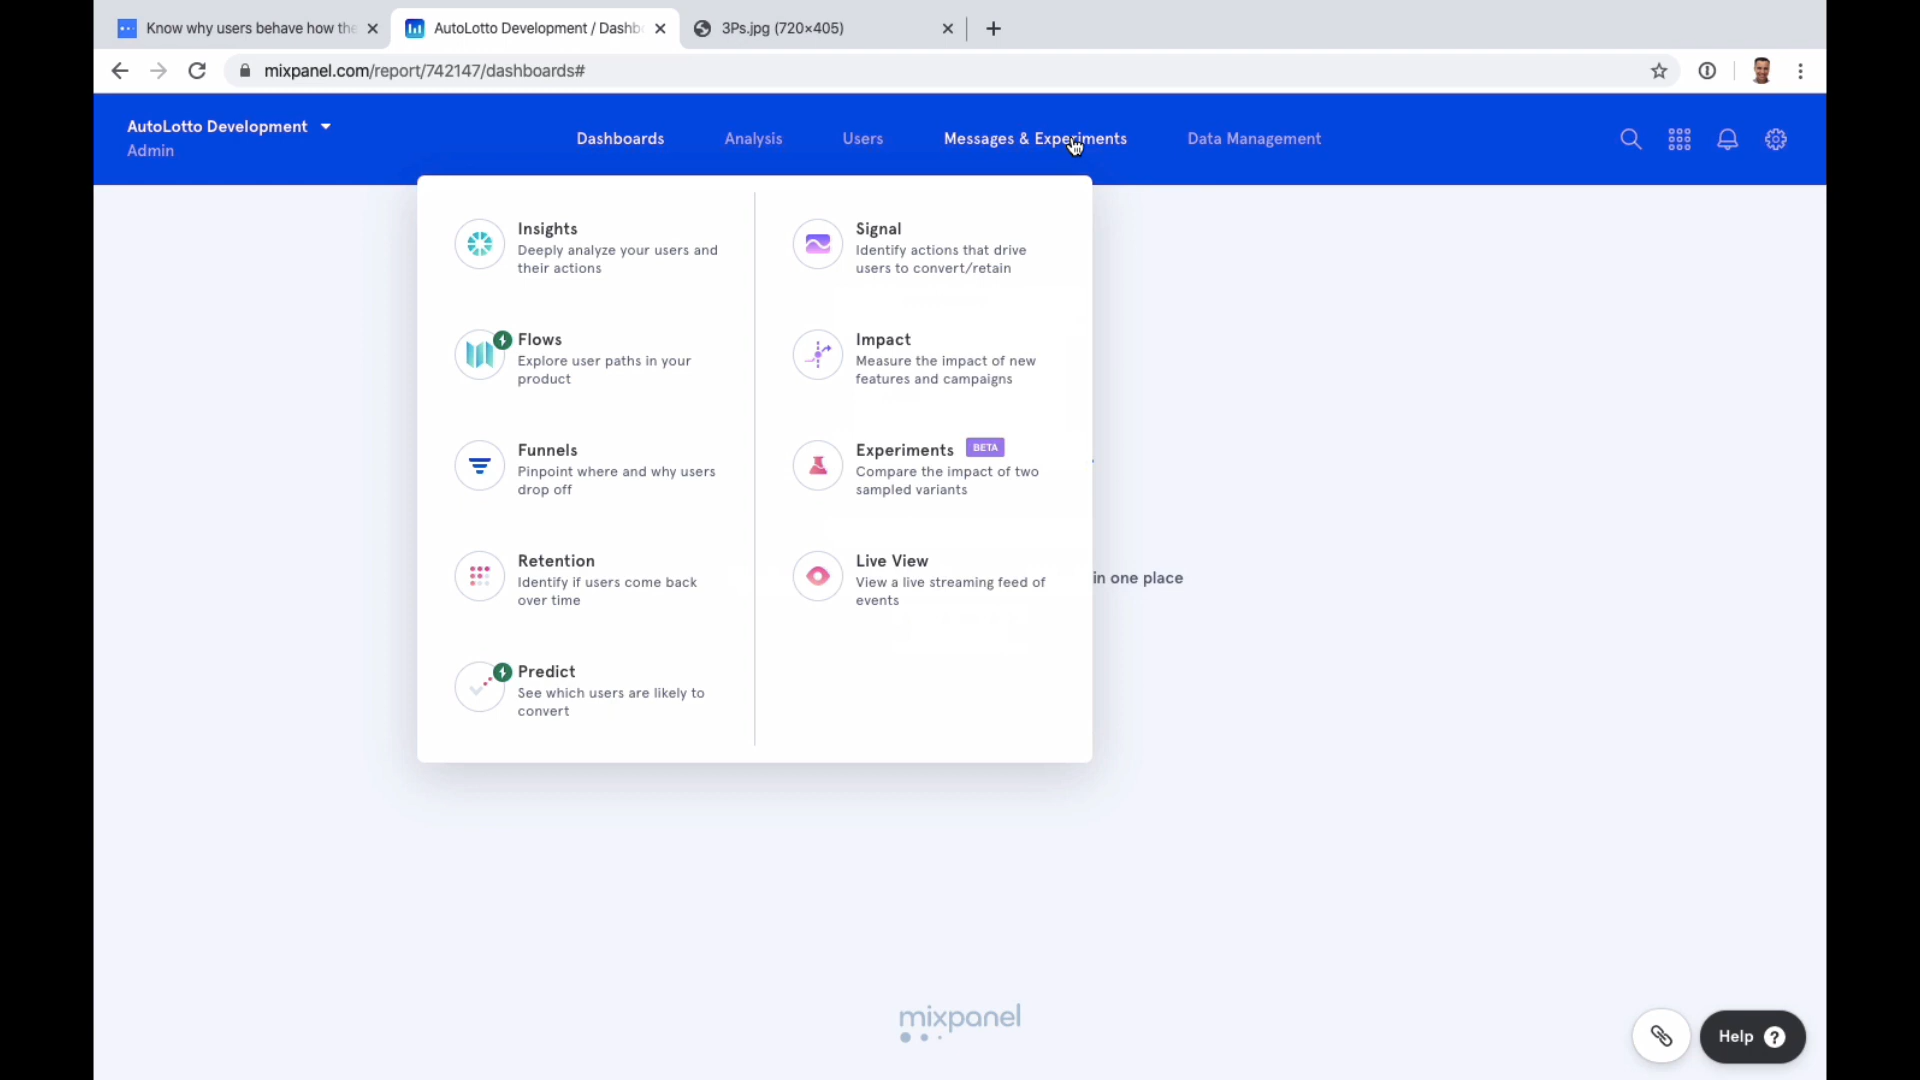 Know why users behave how the
AutoLotto Development / Dashb
3Ps.jpg (720×405)
mixpanel.com/report/742147/dashboards#
AutoLotto Development
Admin
Dashboards
Analysis
Users
Messages & Experiments
Data Management
Insights
Deeply analyze your users and
their actions
Flows
Explore user paths in your
product
Funnels
Pinpoint where and why users
drop off
Retention
Identify if users come back
over time
Predict
See which users are likely to
convert
Signal
Identify actions that drive
users to convert/retain
Impact
Measure the impact of new
features and campaigns
Experiments BETA
Compare the impact of two
sampled variants
Live View
View a live streaming feed of
events
in one place
mixpanel
Help ?